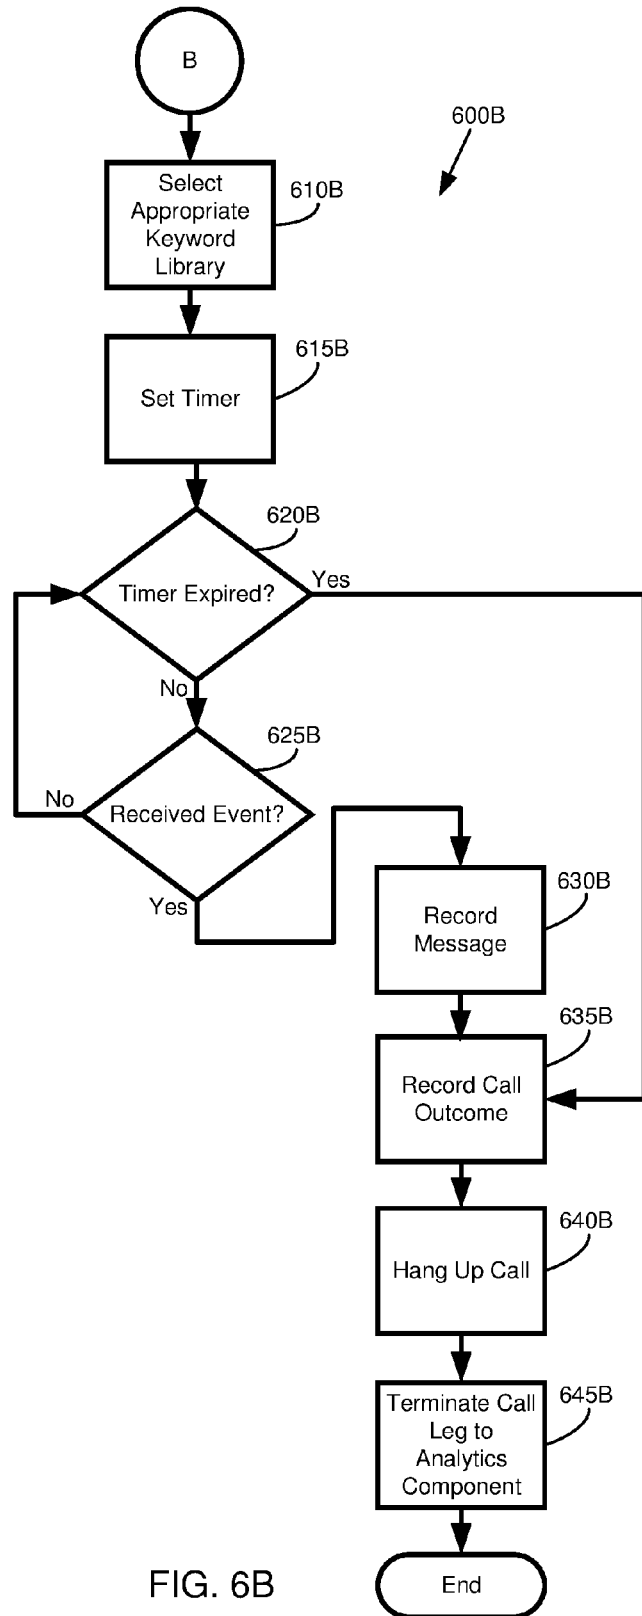 B
600B
Select
Appropriate
Keyword
Library
610B
Set Timer
615B
620B
Timer Expired?
Yes
No
625B
Received Event?
No
Yes
630B
Record
Message
635B
Record Call
Outcome
640B
Hang Up Call
645B
Terminate Call
Leg to
Analytics
Component
End
FIG. 6B